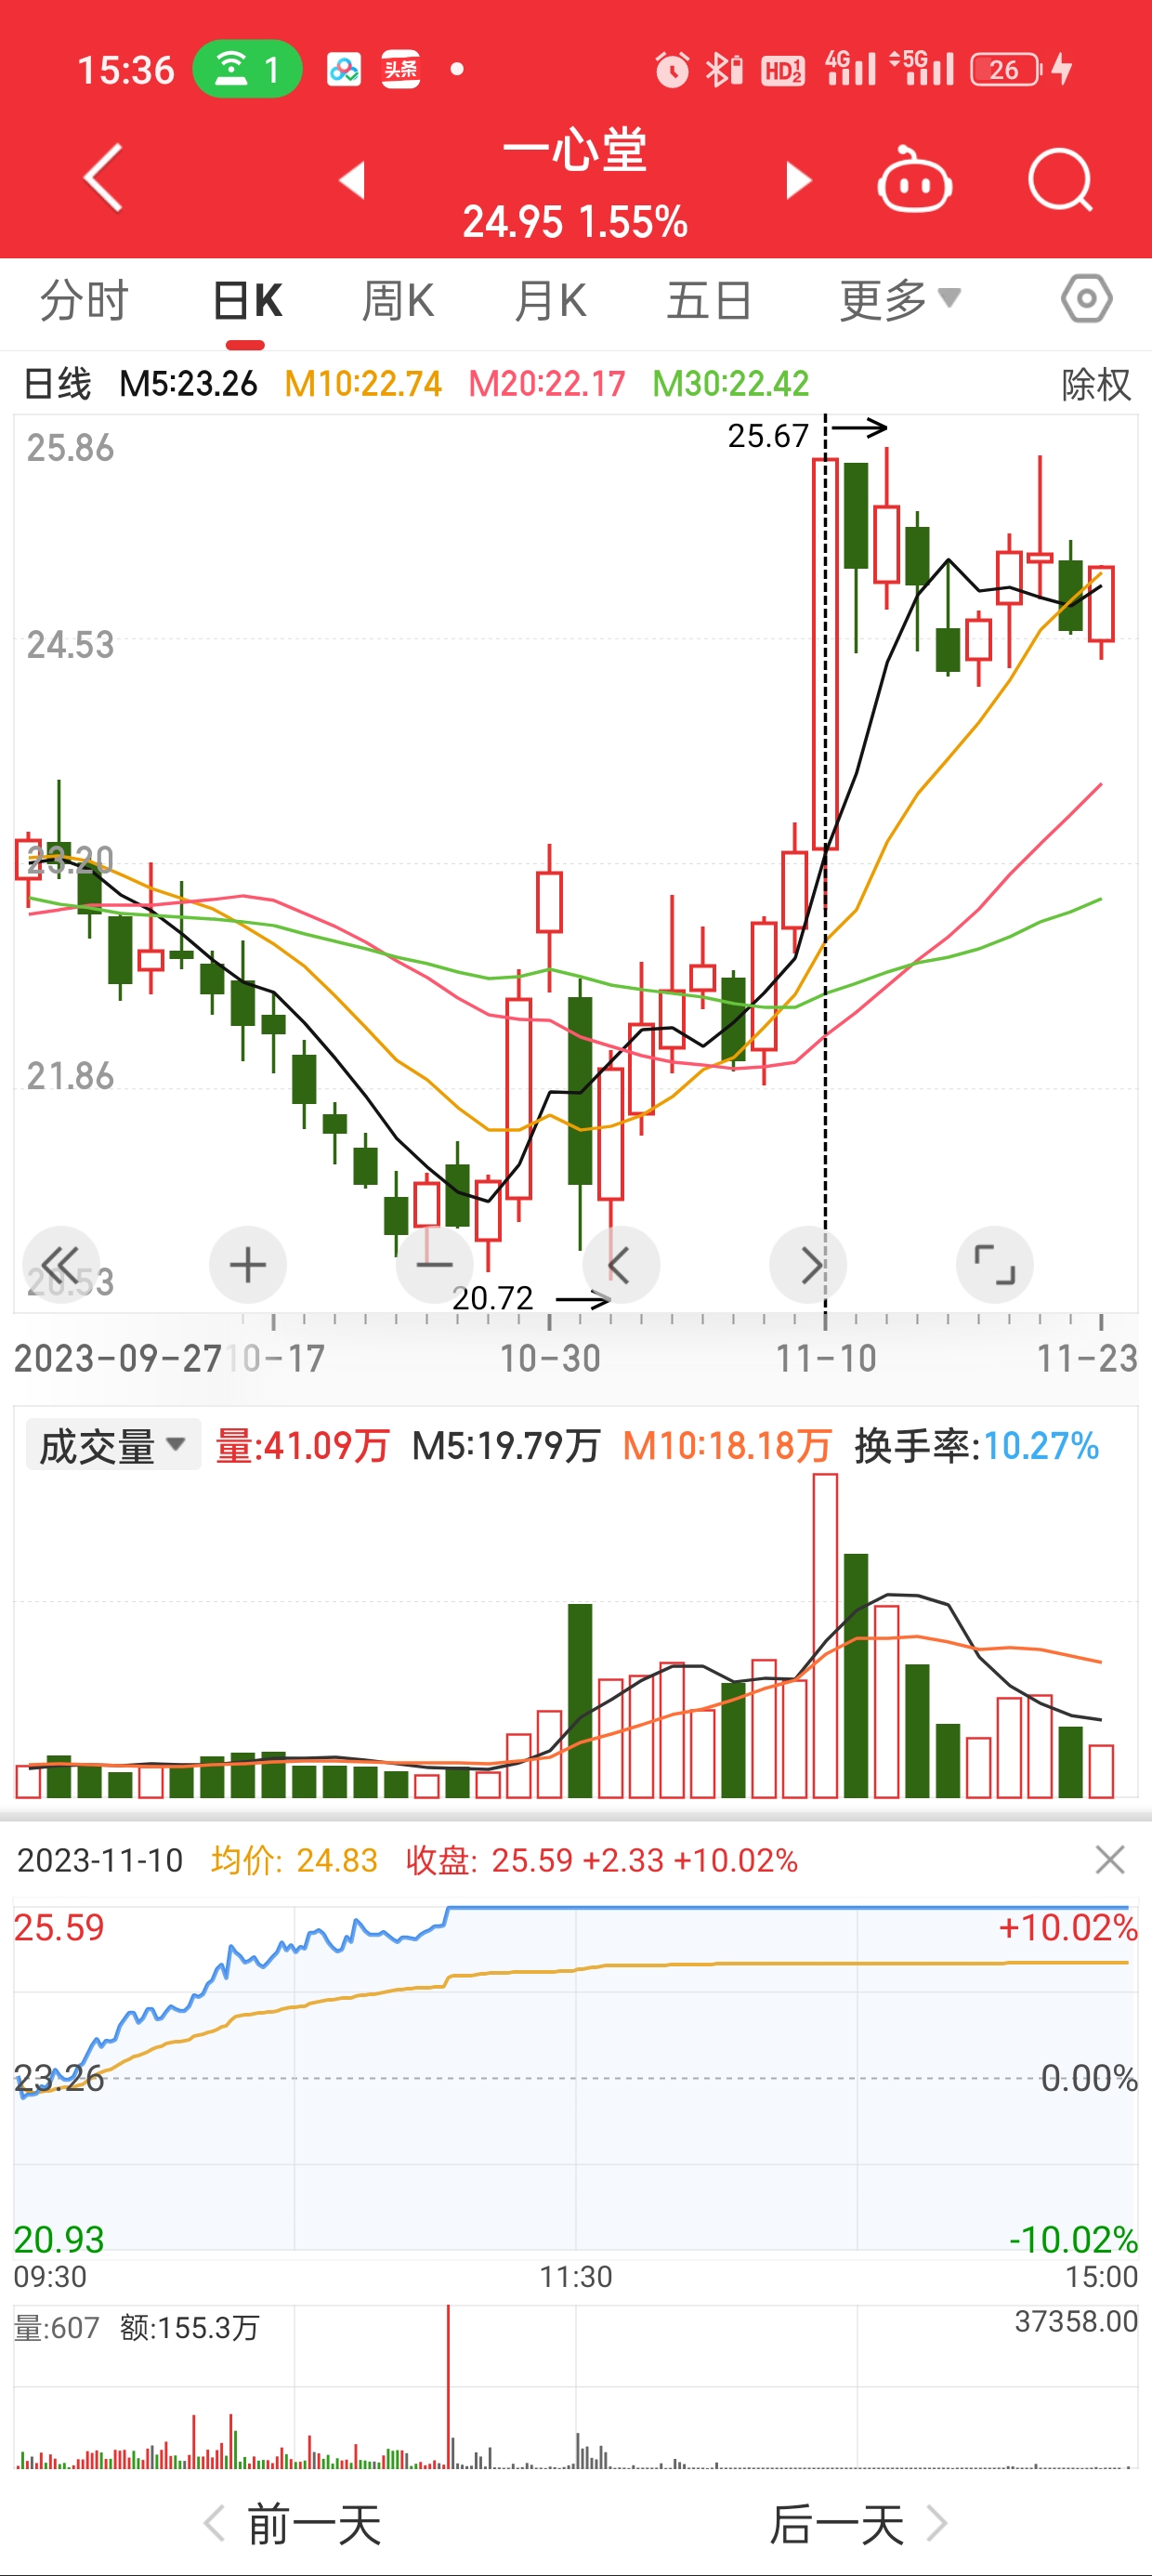 15:36 1 头条 HD12 4G 5G 26
一心堂
24.95 1.55%
分时 日K 周K 月K 五日 更多
日线 M5:23.26 M10:22.74 M20:22.17 M30:22.42 除权
25.86
25.67
24.53
23.20
21.86
20.53
20.72
2023-09-27 10-17 10-30 11-10 11-23
成交量 量:41.09万 M5:19.79万 M10:18.18万 换手率:10.27%
2023-11-10 均价: 24.83 收盘: 25.59 +2.33 +10.02%
25.59 +10.02%
23.26 0.00%
20.93 -10.02%
09:30 11:30 15:00
量:607 额:155.3万 37358.00
前一天 后一天